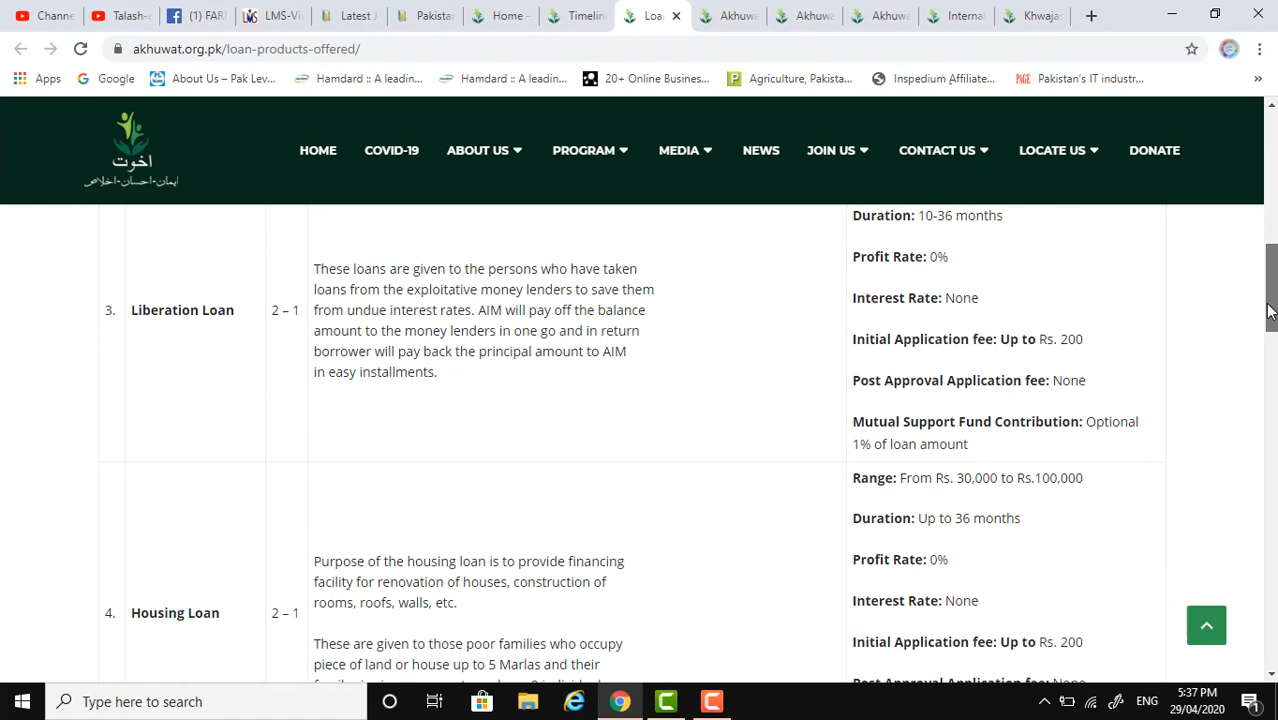 Channe
Talash-e
(1) FARI
LMS-Vi
Latest J
Pakistar
Home –
Timelin
Loa
Akhuw
Akhuw
Akhuw
Interna
Khwaja
akhuwat.org.pk/loan-products-offered/
Apps
Google
About Us – Pak Lev...
Hamdard :: A leadin...
Hamdard :: A leadin...
20+ Online Busines...
Agriculture, Pakista...
Inspedium Affiliate...
Pakistan's IT industr...
اخوت
ایمان-احسان-اخلاص
HOME COVID-19 ABOUT US PROGRAM MEDIA NEWS JOIN US CONTACT US LOCATE US DONATE
3.
Liberation Loan
2 – 1
These loans are given to the persons who have taken
loans from the exploitative money lenders to save them
from undue interest rates. AIM will pay off the balance
amount to the money lenders in one go and in return
borrower will pay back the principal amount to AIM
in easy installments.
Duration: 10-36 months
Profit Rate: 0%
Interest Rate: None
Initial Application fee: Up to Rs. 200
Post Approval Application fee: None
Mutual Support Fund Contribution: Optional
1% of loan amount
4.
Housing Loan
2 – 1
Purpose of the housing loan is to provide financing
facility for renovation of houses, construction of
rooms, roofs, walls, etc.
These are given to those poor families who occupy
piece of land or house up to 5 Marlas and their
Range: From Rs. 30,000 to Rs.100,000
Duration: Up to 36 months
Profit Rate: 0%
Interest Rate: None
Initial Application fee: Up to Rs. 200
Post Approval Application fee: None
Type here to search
ENG
5:37 PM
29/04/2020